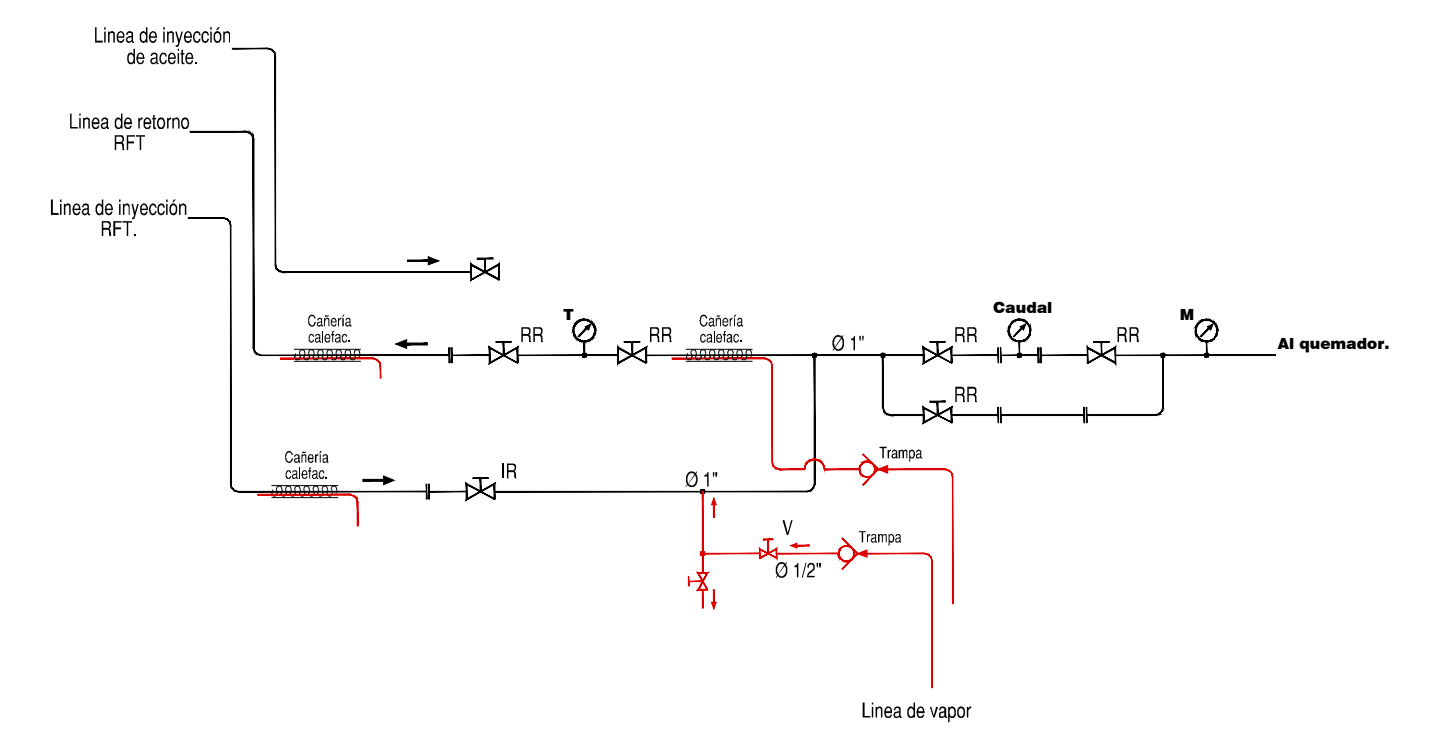 Linea de inyección
de aceite.
Linea de retorno
RFT
Linea de inyección
RFT.
Cañería
calefac.
RR
T
RR
Cañería
calefac.
Ø 1"
RR
Caudal
RR
M
Al quemador.
RR
Cañería
calefac.
IR
Ø 1"
Trampa
V
Ø 1/2"
Trampa
Linea de vapor